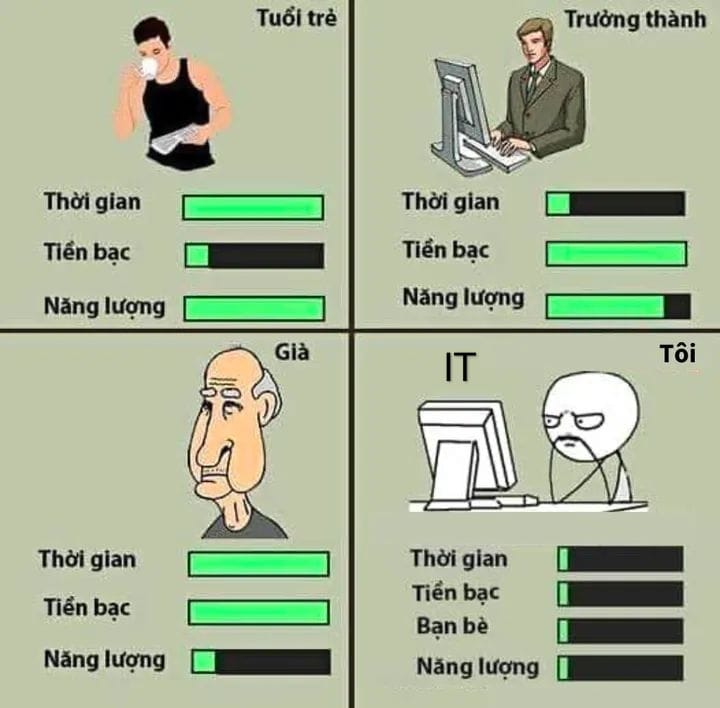 Tuổi trẻ
Thời gian
Tiền bạc
Năng lượng
Trưởng thành
Thời gian
Tiền bạc
Năng lượng
Già
Thời gian
Tiền bạc
Năng lượng
IT
Tôi
Thời gian
Tiền bạc
Bạn bè
Năng lượng